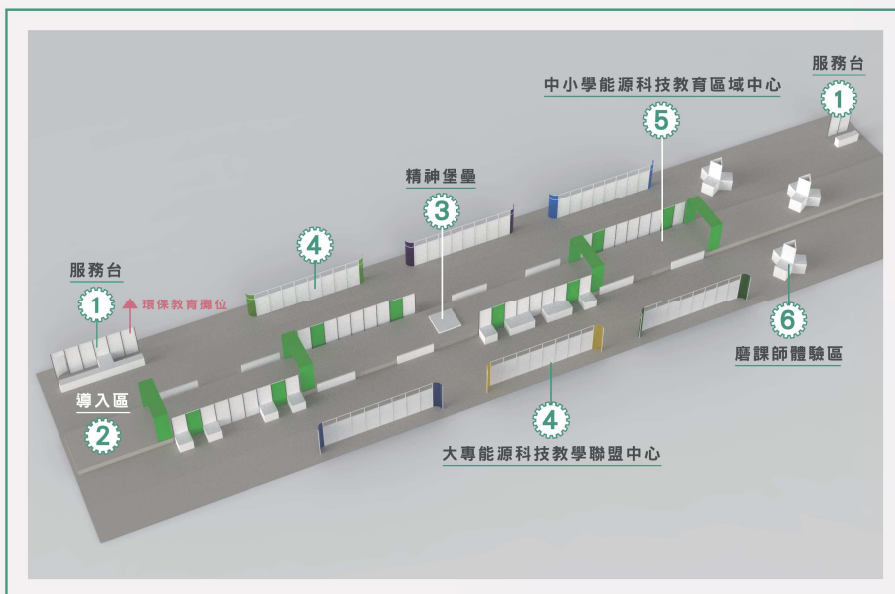 服務台
1
中小學能源科技教育區域中心
5
精神堡壘
3
4
服務台
1
環保教育攤位
6
磨課師體驗區
導入區
2
4
大專能源科技教學聯盟中心